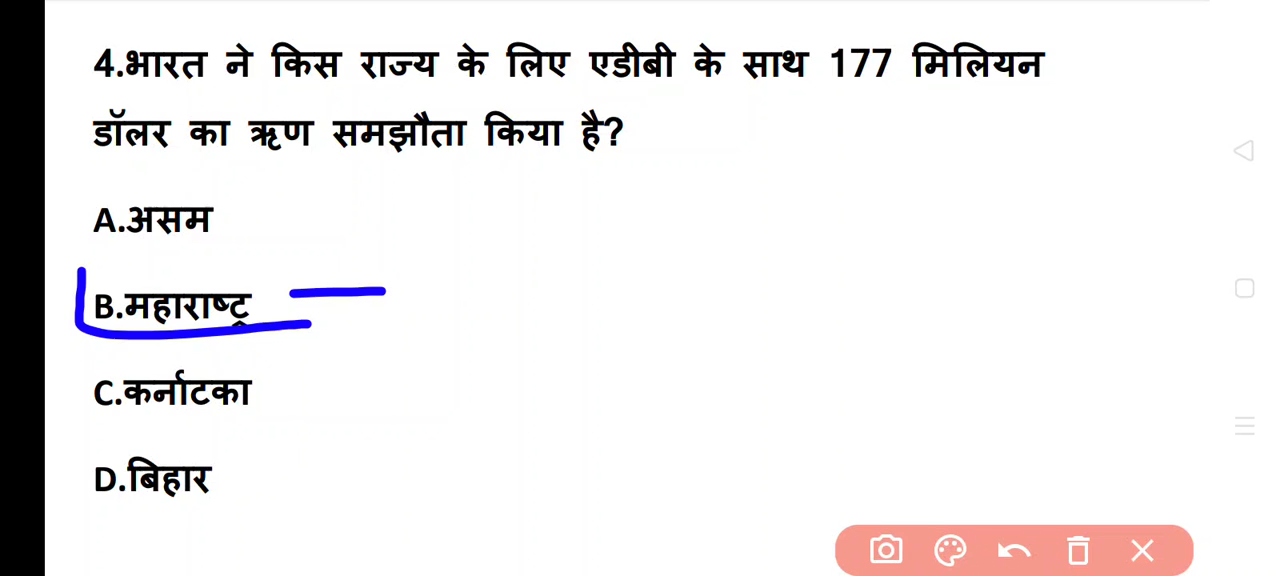 4.भारत ने किस राज्य के लिए एडीबी के साथ 177 मिलियन
डॉलर का ऋण समझौता किया है?
A.असम
B.महाराष्ट्र
C.कर्नाटका
D.बिहार